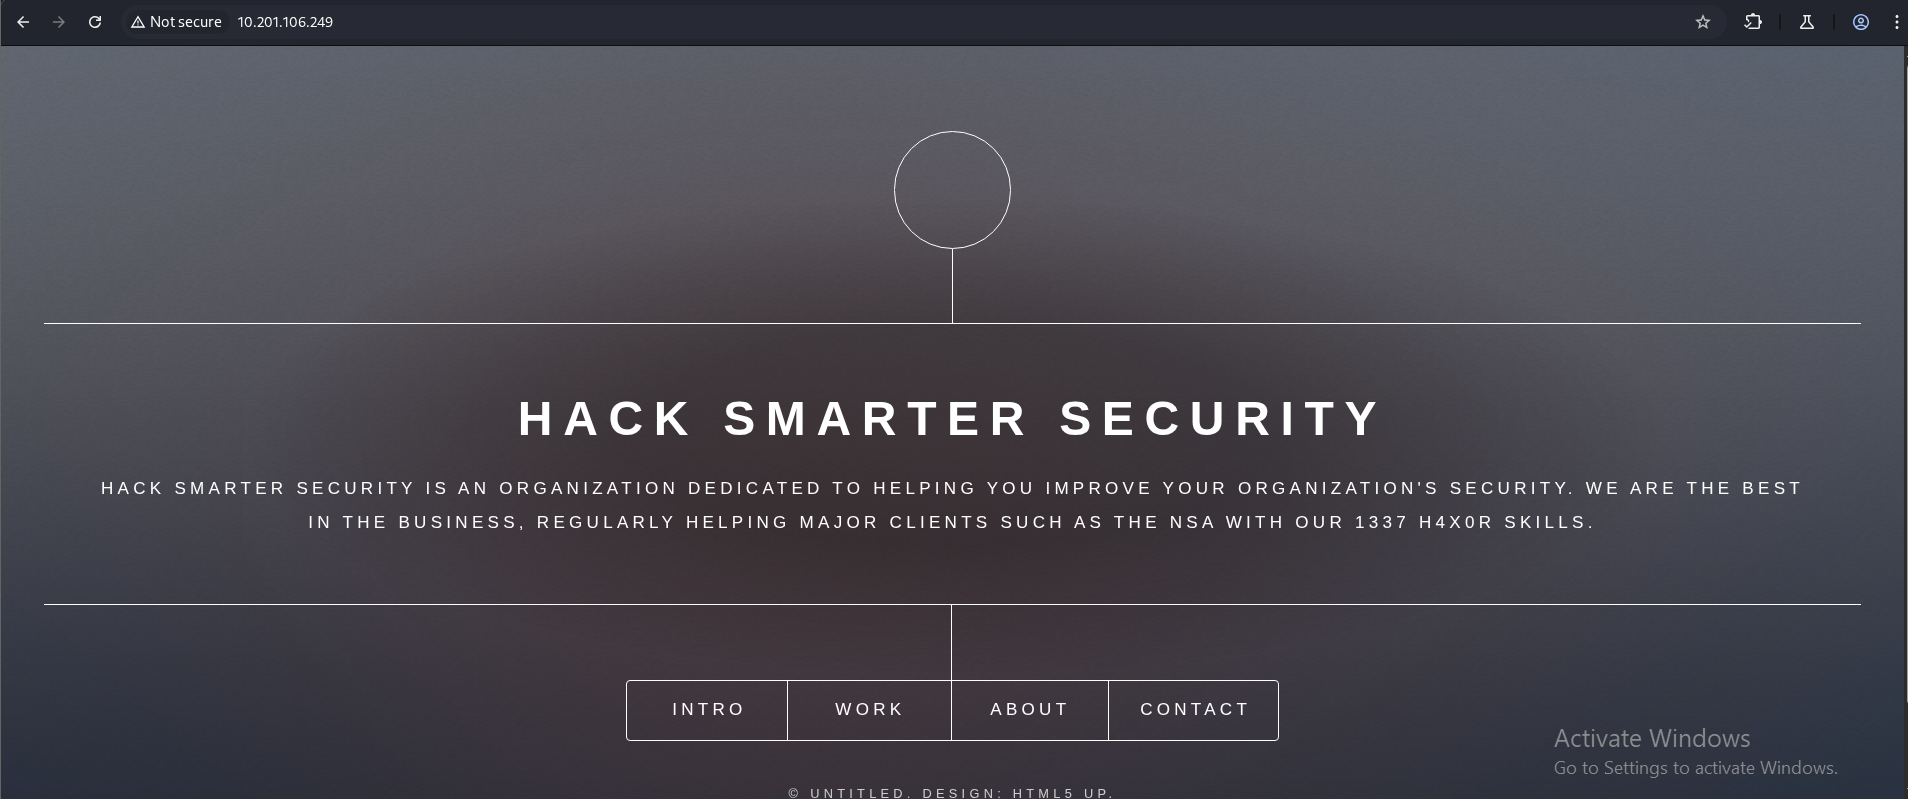 Not secure 10.201.106.249
HACK SMARTER SECURITY
HACK SMARTER SECURITY IS AN ORGANIZATION DEDICATED TO HELPING YOU IMPROVE YOUR ORGANIZATION'S SECURITY. WE ARE THE BEST
IN THE BUSINESS, REGULARLY HELPING MAJOR CLIENTS SUCH AS THE NSA WITH OUR 1337 H4X0R SKILLS.
INTRO WORK ABOUT CONTACT
Activate Windows
Go to Settings to activate Windows.
© UNTITLED. DESIGN: HTML5 UP.